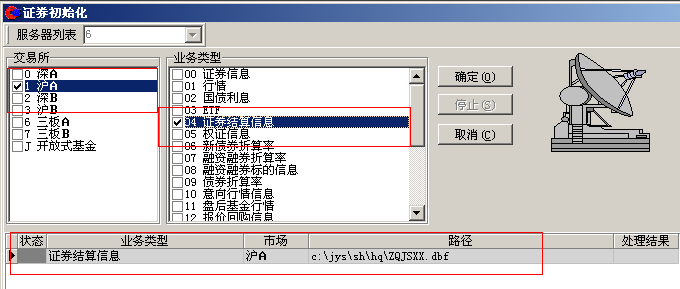 证券初始化
服务器列表 6
交易所
0 深A
1 沪A
2 深B
3 沪B
6 三板A
7 三板B
J 开放式基金
业务类型
00 证券信息
01 行情
02 国债利息
03 ETF
04 证券结算信息
05 权证信息
06 新债券折算率
07 融资融券折算率
08 融资融券标的信息
09 债券折算率
10 意向行情信息
11 盘后基金行情
12 报价回购信息
确定(O)
停止(S)
取消(C)
状态 业务类型 市场 路径 处理结果
证券结算信息 沪A c:\jys\sh\hq\ZQJSXX.dbf